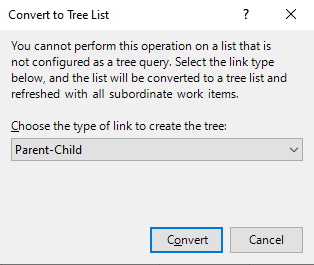 Convert to Tree List ? ×
You cannot perform this operation on a list that is
not configured as a tree query. Select the link type
below, and the list will be converted to a tree list and
refreshed with all subordinate work items.
Choose the type of link to create the tree:
Parent-Child
Convert Cancel